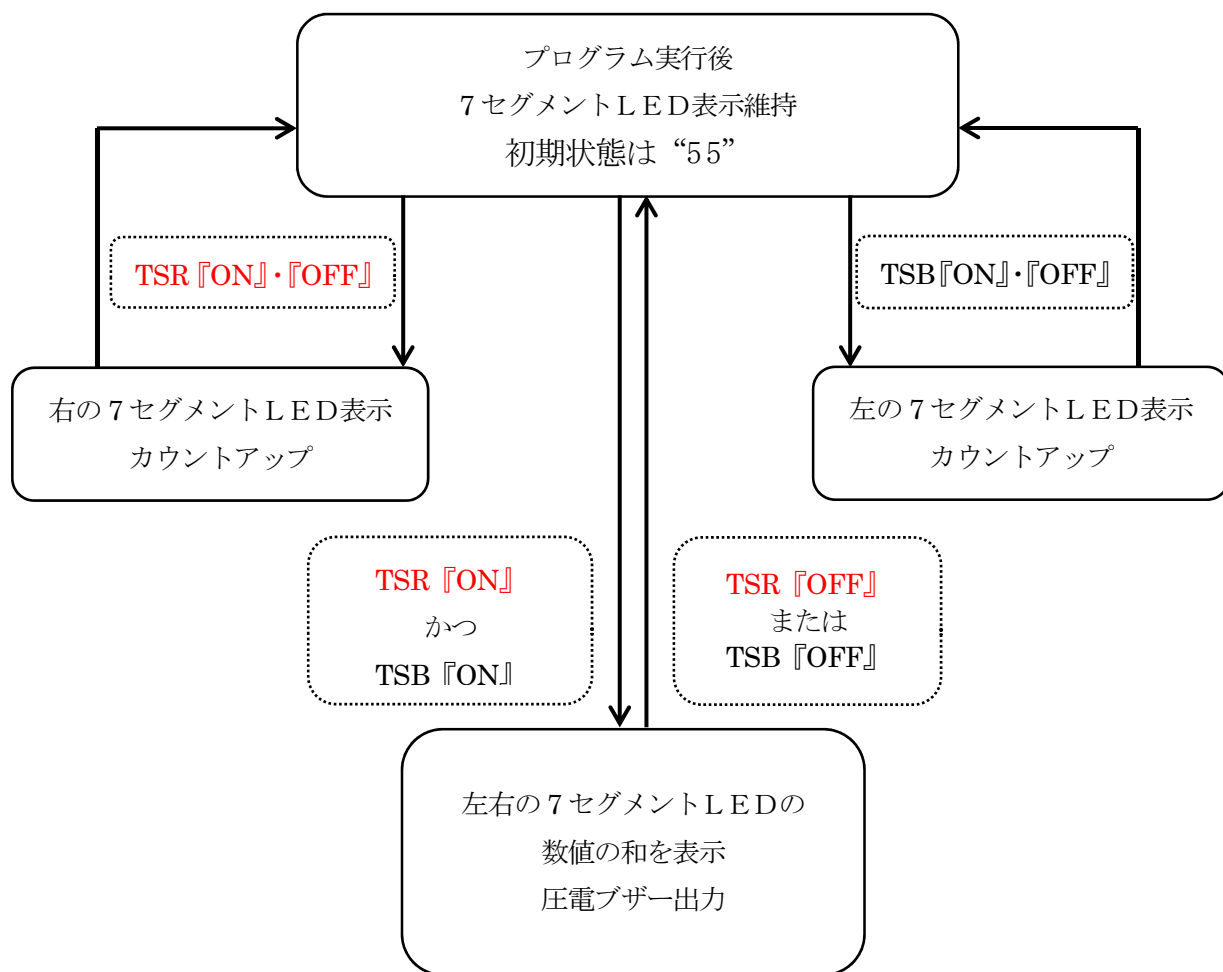 プログラム実行後
7セグメントLED表示維持
初期状態は“55”
TSR『ON』・『OFF』
TSB『ON』・『OFF』
右の7セグメントLED表示
カウントアップ
左の7セグメントLED表示
カウントアップ
TSR『ON』
かつ
TSB『ON』
TSR『OFF』
または
TSB『OFF』
左右の7セグメントLEDの
数値の和を表示
圧電ブザー出力